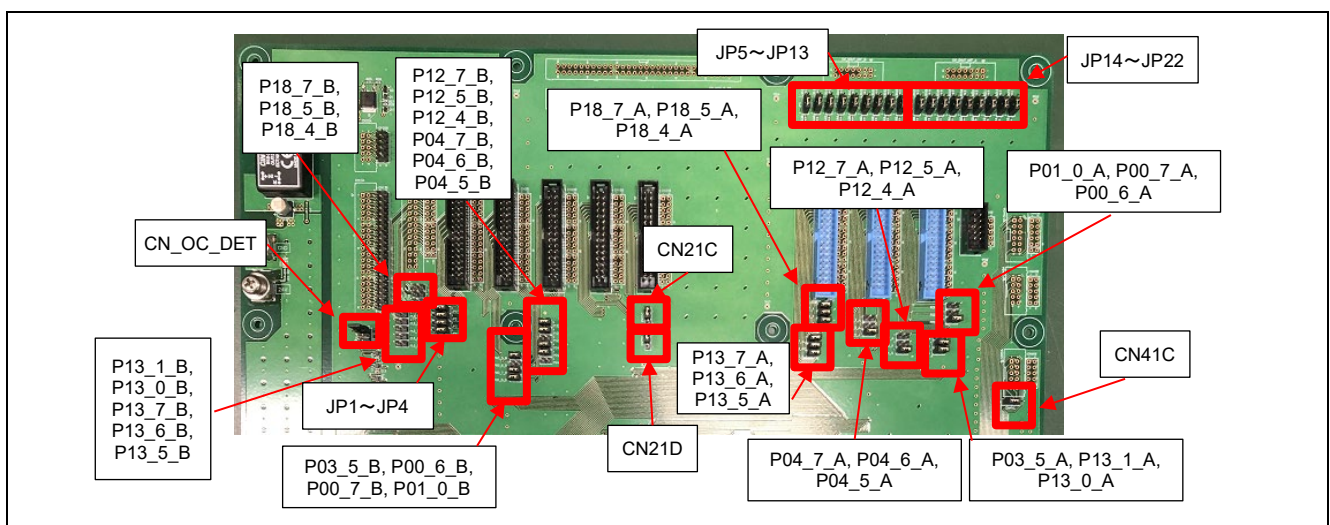 JP5～JP13
JP14～JP22
P18_7_B,
P18_5_B,
P18_4_B
P12_7_B,
P12_5_B,
P12_4_B,
P04_7_B,
P04_6_B,
P04_5_B
P18_7_A, P18_5_A,
P18_4_A
P12_7_A, P12_5_A,
P12_4_A
P01_0_A, P00_7_A,
P00_6_A
CN_OC_DET
CN21C
P13_1_B,
P13_0_B,
P13_7_B,
P13_6_B,
P13_5_B
JP1～JP4
P13_7_A,
P13_6_A,
P13_5_A
CN41C
P03_5_B, P00_6_B,
P00_7_B, P01_0_B
CN21D
P04_7_A, P04_6_A,
P04_5_A
P03_5_A, P13_1_A,
P13_0_A